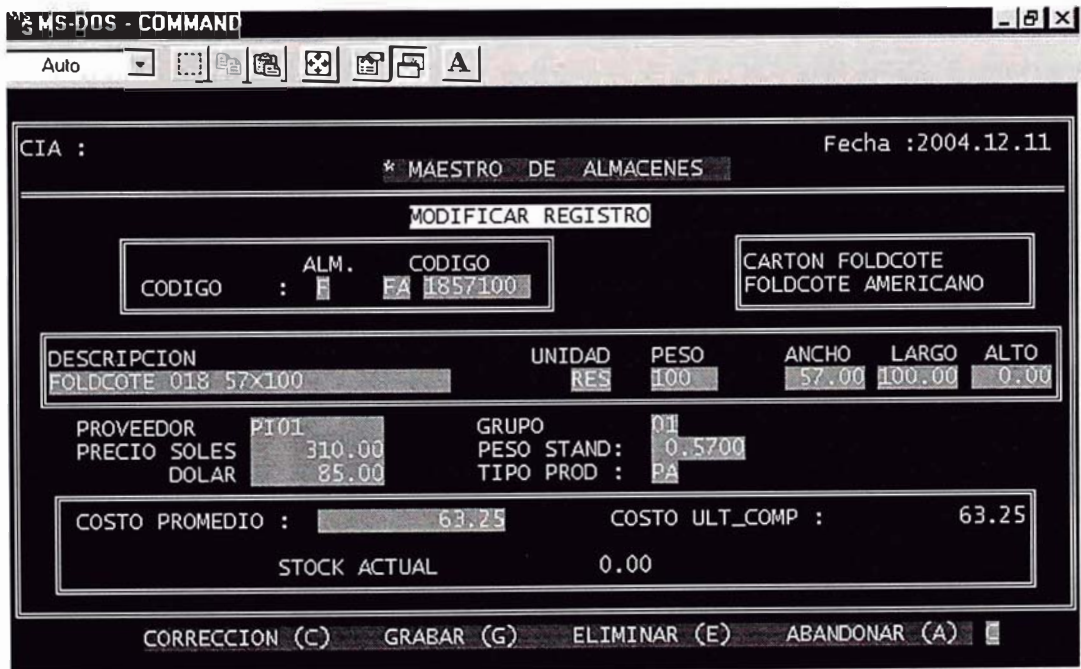 MS-DOS - COMMAND
Auto
A
CIA :
Fecha :2004.12.11
* MAESTRO DE ALMACENES
MODIFICAR REGISTRO
ALM. CODIGO
CODIGO : F FA 1857100
CARTON FOLDCOTE
FOLDCOTE AMERICANO
DESCRIPCION UNIDAD PESO ANCHO LARGO ALTO
FOLDCOTE 018 57X100 RES 100 57.00 100.00 0.00
PROVEEDOR PI01 GRUPO 01
PRECIO SOLES 310.00 PESO STAND: 0.5700
DOLAR 85.00 TIPO PROD : PA
COSTO PROMEDIO : 63.25 COSTO ULT_COMP : 63.25
STOCK ACTUAL 0.00
CORRECCION (C) GRABAR (G) ELIMINAR (E) ABANDONAR (A) C